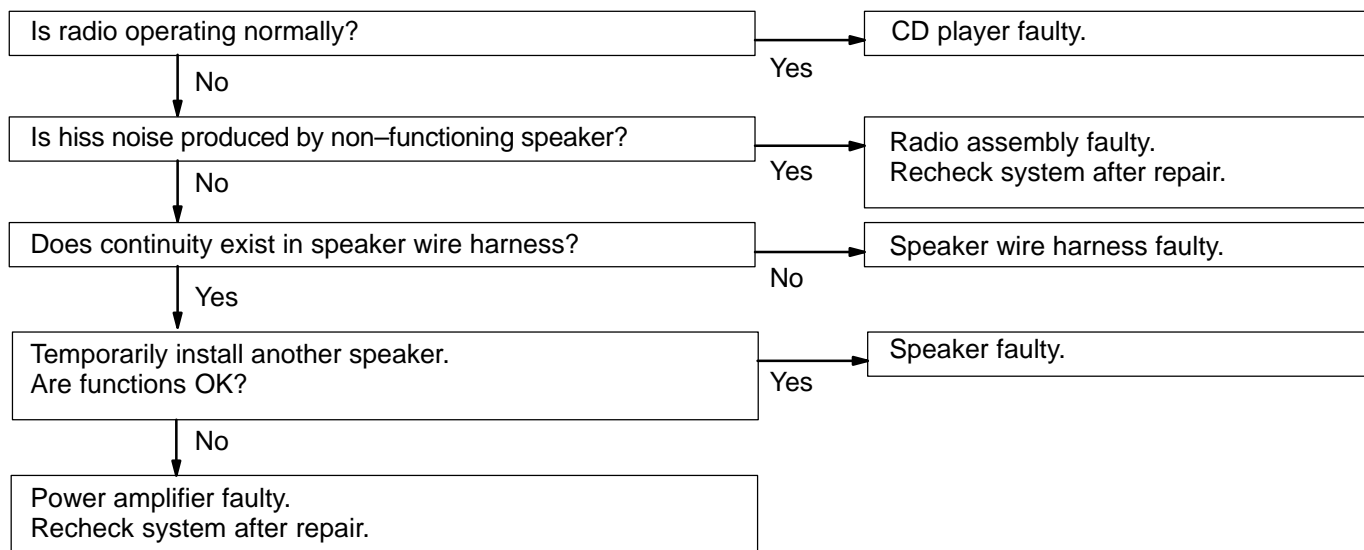 Is radio operating normally?
Yes
CD player faulty.
No
Is hiss noise produced by non–functioning speaker?
Yes
Radio assembly faulty.
Recheck system after repair.
No
Does continuity exist in speaker wire harness?
No
Speaker wire harness faulty.
Yes
Temporarily install another speaker.
Are functions OK?
Yes
Speaker faulty.
No
Power amplifier faulty.
Recheck system after repair.